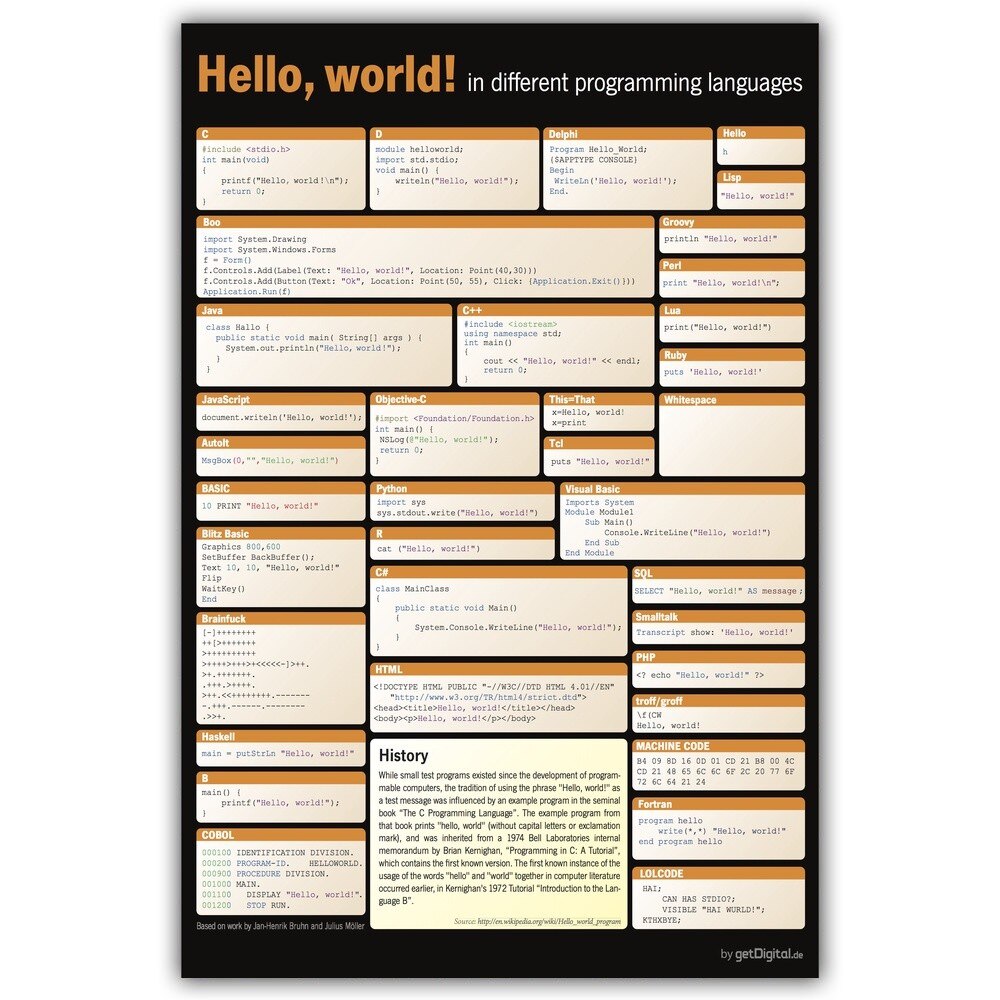 Hello, world! in different programming languages
C
#include <stdio.h>
int main(void)
{
    printf("Hello, world!\n");
    return 0;
}
D
module helloworld;
import std.stdio;
void main() {
    writeln("Hello, world!");
}
Delphi
Program Hello_World;
{$APPTYPE CONSOLE}
Begin
 WriteLn('Hello, world!');
End.
Hello
h
Lisp
"Hello, world!"
Boo
import System.Drawing
import System.Windows.Forms
f = Form()
f.Controls.Add(Label(Text: "Hello, world!", Location: Point(40,30)))
f.Controls.Add(Button(Text: "Ok", Location: Point(50, 55), Click: {Application.Exit()}))
Application.Run(f)
Groovy
println "Hello, world!"
Perl
print "Hello, world!\n";
Java
class Hallo {
  public static void main( String[] args ) {
    System.out.println("Hello, world!");
  }
}
C++
#include <iostream>
using namespace std;
int main()
{
    cout << "Hello, world!" << endl;
    return 0;
}
Lua
print("Hello, world!")
Ruby
puts 'Hello, world!'
JavaScript
document.writeln('Hello, world!');
AutoIt
MsgBox(0,"","Hello, world!")
Objective-C
#import <Foundation/Foundation.h>
int main() {
 NSLog(@"Hello, world!");
 return 0;
}
This=That
x=Hello, world!
x=print
Tcl
puts "Hello, world!"
Whitespace
BASIC
10 PRINT "Hello, world!"
Python
import sys
sys.stdout.write("Hello, world!")
Visual Basic
Imports System
Module Module1
    Sub Main()
        Console.WriteLine("Hello, world!")
    End Sub
End Module
Blitz Basic
Graphics 800,600
SetBuffer BackBuffer();
Text 10, 10, "Hello, world!"
Flip
WaitKey()
End
R
cat ("Hello, world!")
C#
class MainClass
{
    public static void Main()
    {
        System.Console.WriteLine("Hello, world!");
    }
}
SQL
SELECT "Hello, world!" AS message;
Smalltalk
Transcript show: 'Hello, world!'
Brainfuck
[-]++++++++
++[>+++++++
>++++++++++
>++++>+++>+<<<<<-]>++.
>+.+++++++.
.+++.>++++.
>++.<<++++++++.-------
-.+++.------.--------
.>>+.
HTML
<!DOCTYPE HTML PUBLIC "-//W3C//DTD HTML 4.01//EN"
   "http://www.w3.org/TR/html4/strict.dtd">
<head><title>Hello, world!</title></head>
<body><p>Hello, world!</p></body>
PHP
<? echo "Hello, world!" ?>
troff/groff
\f(CW
Hello, world!
Haskell
main = putStrLn "Hello, world!"
B
main() {
    printf("Hello, world!");
}
COBOL
000100 IDENTIFICATION DIVISION.
000200 PROGRAM-ID.    HELLOWORLD.
000900 PROCEDURE DIVISION.
001000 MAIN.
001100   DISPLAY "Hello, world!".
001200   STOP RUN.
Based on work by Jan-Henrik Bruhn and Julius Möller
History
While small test programs existed since the development of program-
mable computers, the tradition of using the phrase "Hello, world!" as
a test message was influenced by an example program in the seminal
book "The C Programming Language". The example program from
that book prints "hello, world" (without capital letters or exclamation
mark), and was inherited from a 1974 Bell Laboratories internal
memorandum by Brian Kernighan, "Programming in C: A Tutorial",
which contains the first known version. The first known instance of the
usage of the words "hello" and "world" together in computer literature
occurred earlier, in Kernighan's 1972 Tutorial "Introduction to the Lan-
guage B".
Source: http://en.wikipedia.org/wiki/Hello_world_program
MACHINE CODE
B4 09 8D 16 0D 01 CD 21 B8 00 4C
CD 21 48 65 6C 6C 6F 2C 20 77 6F
72 6C 64 21 24
Fortran
program hello
    write(*,*) "Hello, world!"
end program hello
LOLCODE
HAI;
    CAN HAS STDIO?;
    VISIBLE "HAI WURLD!";
KTHXBYE;
by getDigital.de